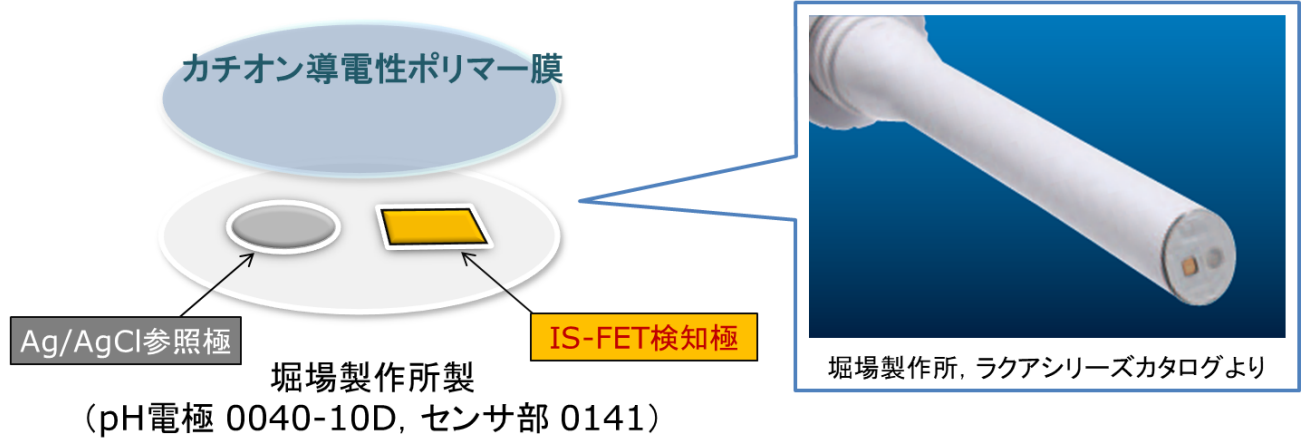 カチオン導電性ポリマー膜
Ag/AgCl参照極
IS-FET検知極
堀場製作所製
（pH電極 0040-10D，センサ部 0141）
堀場製作所，ラクアシリーズカタログより